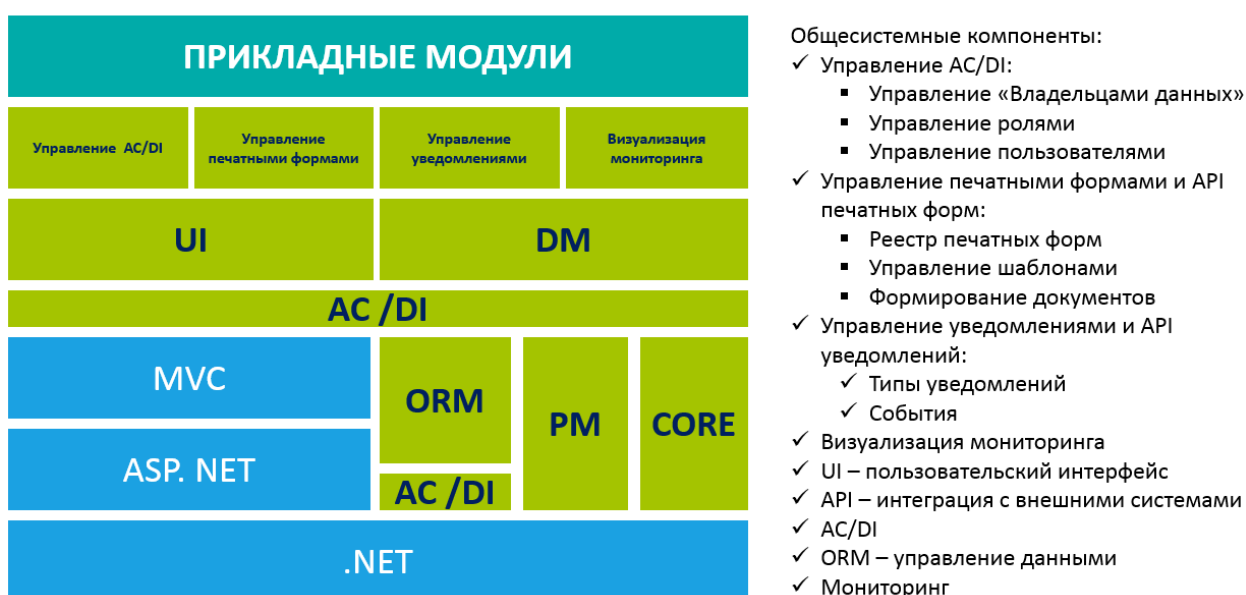 ПРИКЛАДНЫЕ МОДУЛИ
Управление AC/DI
Управление
печатными формами
Управление
уведомлениями
Визуализация
мониторинга
UI
DM
AC /DI
MVC
ORM
PM
CORE
ASP. NET
AC /DI
.NET
Общесистемные компоненты:
✓ Управление AC/DI:
▪ Управление «Владельцами данных»
▪ Управление ролями
▪ Управление пользователями
✓ Управление печатными формами и API
печатных форм:
▪ Реестр печатных форм
▪ Управление шаблонами
▪ Формирование документов
✓ Управление уведомлениями и API
уведомлений:
✓ Типы уведомлений
✓ События
✓ Визуализация мониторинга
✓ UI – пользовательский интерфейс
✓ API – интеграция с внешними системами
✓ AC/DI
✓ ORM – управление данными
✓ Мониторинг